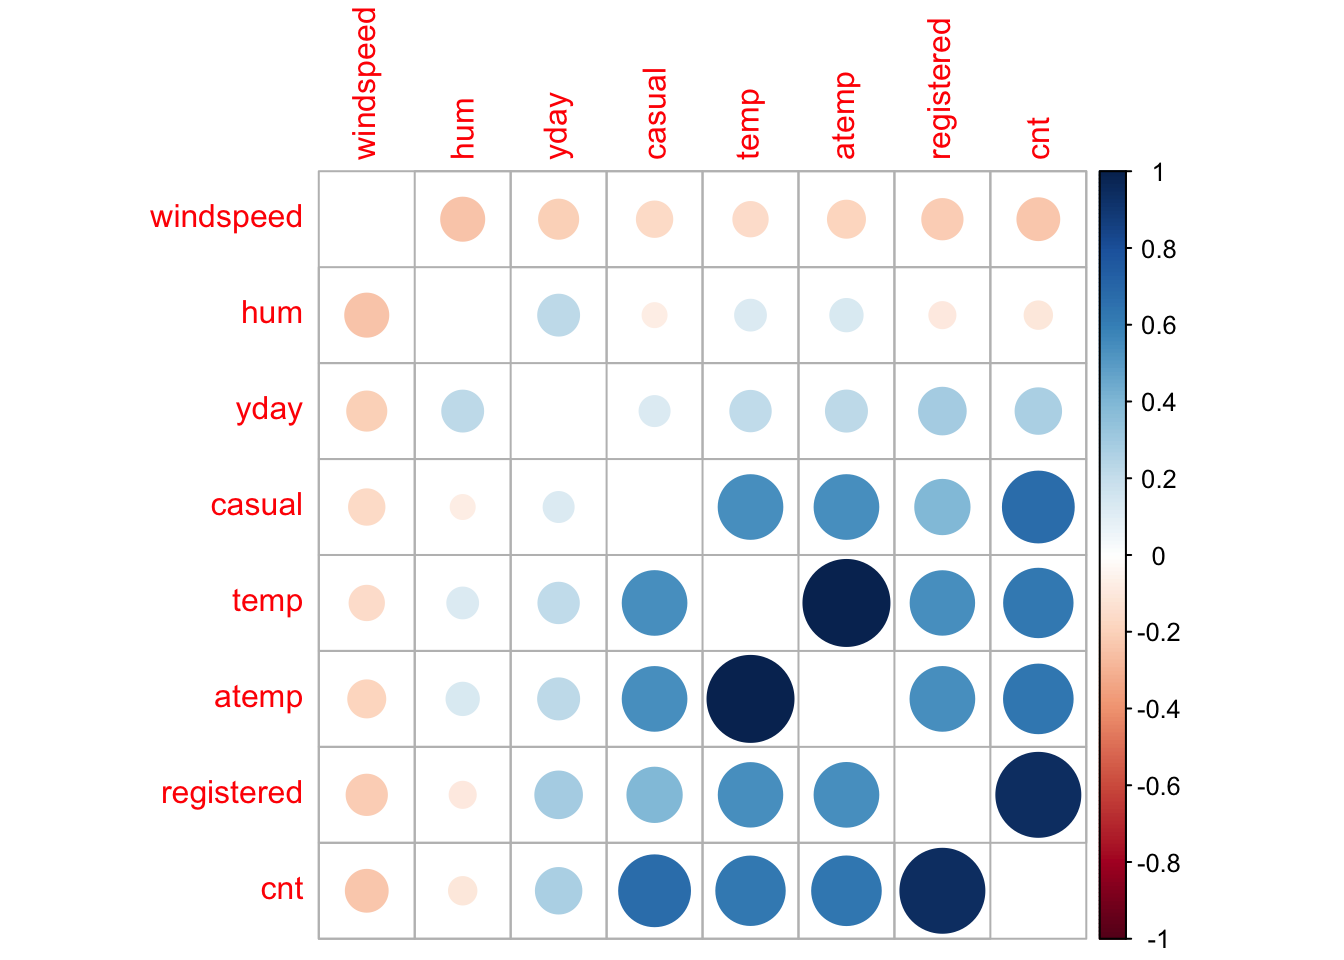 windspeed
hum
yday
casual
temp
atemp
registered
cnt
windspeed
hum
yday
casual
temp
atemp
registered
cnt
1
0.8
0.6
0.4
0.2
0
-0.2
-0.4
-0.6
-0.8
-1